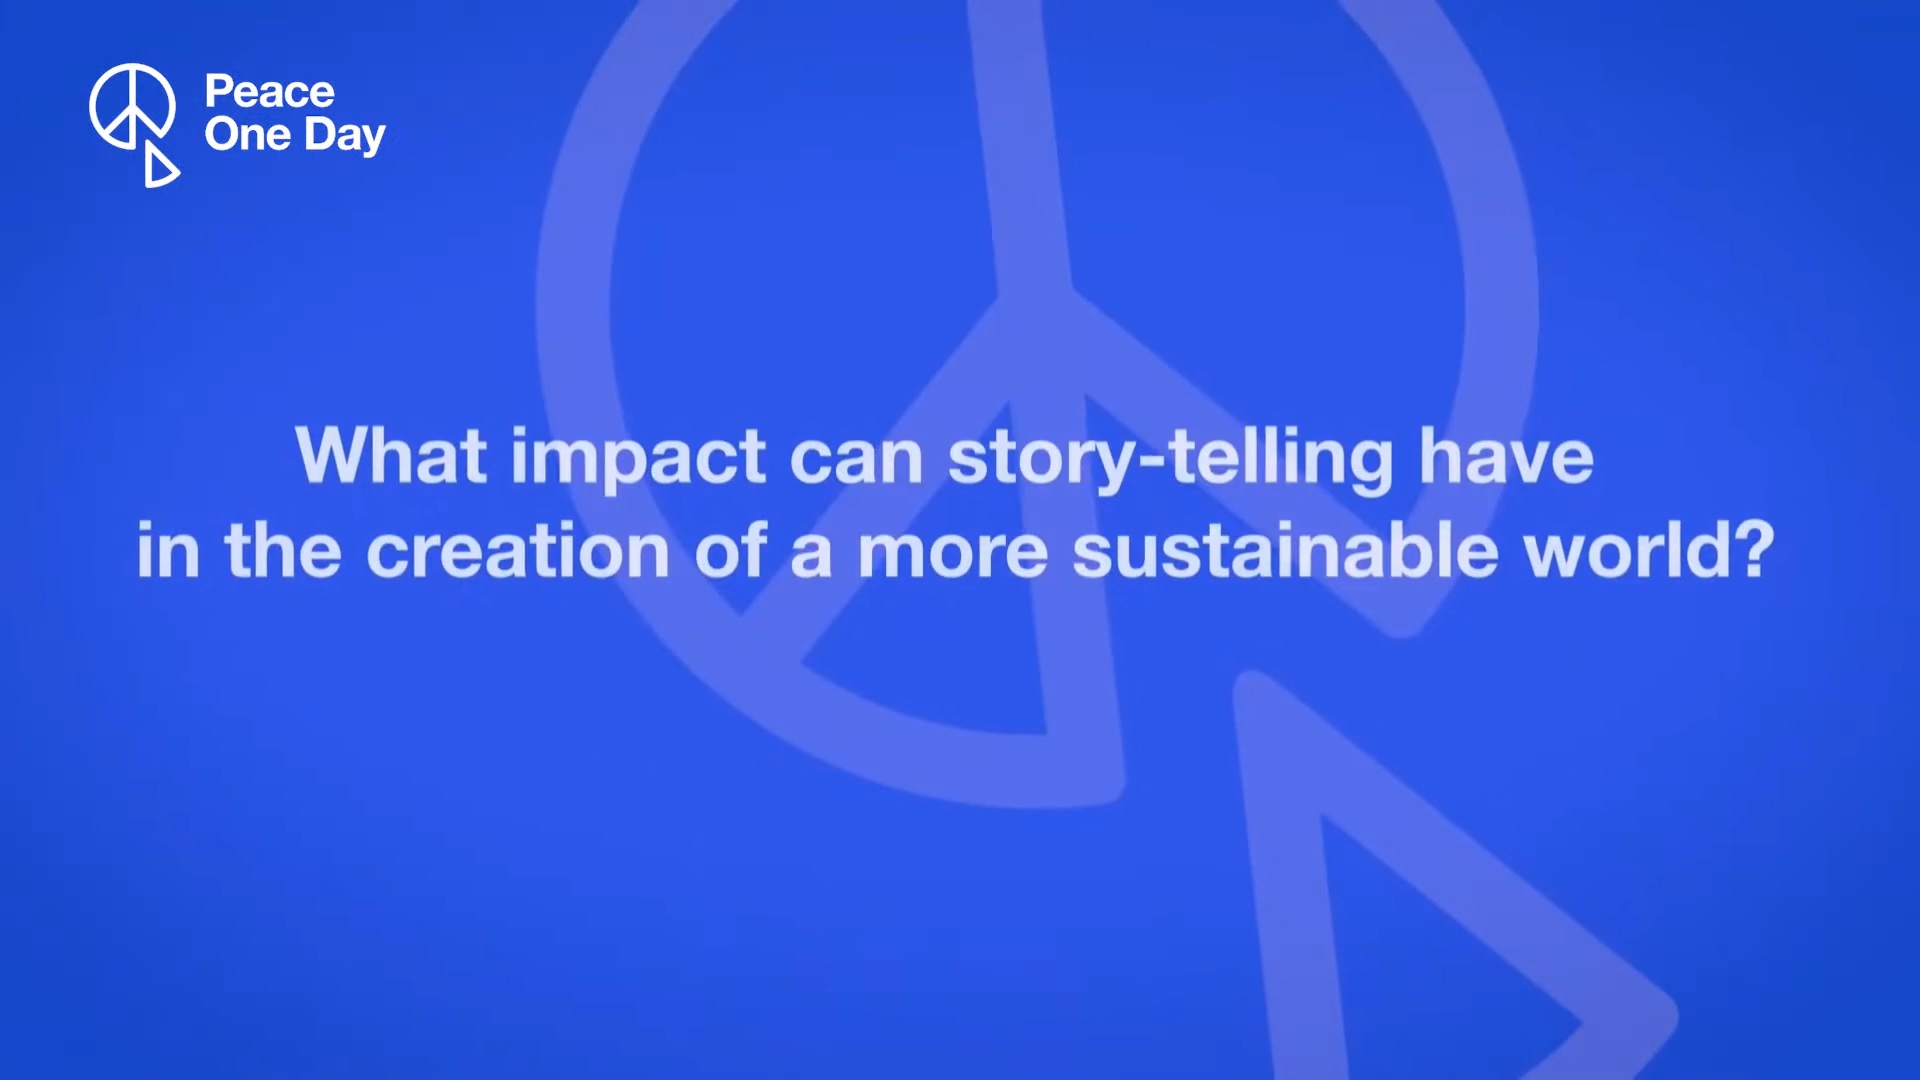 Peace
One Day
What impact can story-telling have
in the creation of a more sustainable world?